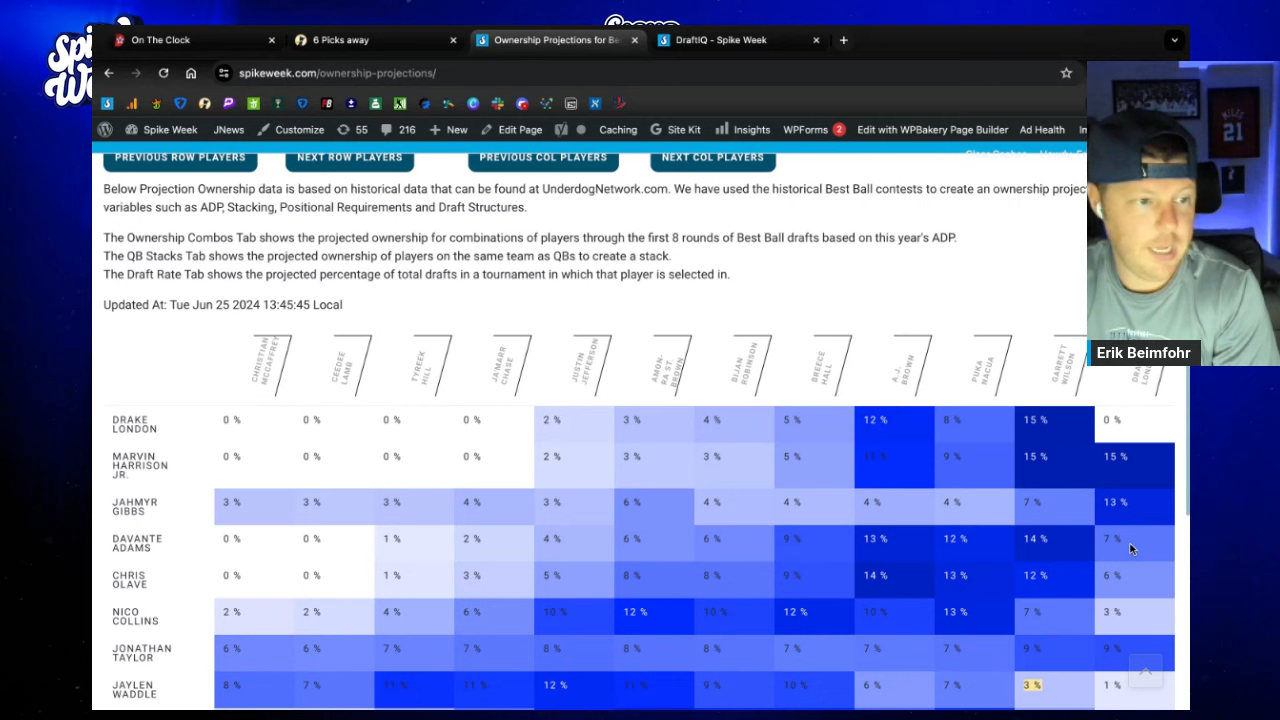 Spike Week
On The Clock
6 Picks away
Ownership Projections for Be
DraftIQ - Spike Week
spikeweek.com/ownership-projections/
Spike Week JNews Customize 55 216 New Edit Page Caching Site Kit Insights WPForms 2 Edit with WPBakery Page Builder Ad Health
PREVIOUS ROW PLAYERS NEXT ROW PLAYERS PREVIOUS COL PLAYERS NEXT COL PLAYERS
Below Projection Ownership data is based on historical data that can be found at UnderdogNetwork.com. We have used the historical Best Ball contests to create an ownership projec
variables such as ADP, Stacking, Positional Requirements and Draft Structures.
The Ownership Combos Tab shows the projected ownership for combinations of players through the first 8 rounds of Best Ball drafts based on this year's ADP.
The QB Stacks Tab shows the projected ownership of players on the same team as QBs to create a stack.
The Draft Rate Tab shows the projected percentage of total drafts in a tournament in which that player is selected in.
Updated At: Tue Jun 25 2024 13:45:45 Local
MILES
21
Erik Beimfohr
CHRISTIAN MCCAFFREY
CEEDEE LAMB
TYREEK HILL
JA'MARR CHASE
JUSTIN JEFFERSON
AMON-RA ST. BROWN
BIJAN ROBINSON
BREECE HALL
A.J. BROWN
PUKA NACUA
GARRETT WILSON
DRAKE LONDON
0 % 0 % 0 % 0 % 2 % 3 % 4 % 5 % 12 % 8 % 15 % 0 %
MARVIN HARRISON JR.
0 % 0 % 0 % 0 % 2 % 3 % 3 % 5 % 11 % 9 % 15 % 15 %
JAHMYR GIBBS
3 % 3 % 3 % 4 % 3 % 6 % 4 % 4 % 4 % 4 % 7 % 13 %
DAVANTE ADAMS
0 % 0 % 1 % 2 % 4 % 6 % 6 % 9 % 13 % 12 % 14 % 7 %
CHRIS OLAVE
0 % 0 % 1 % 3 % 5 % 8 % 8 % 9 % 14 % 13 % 12 % 6 %
NICO COLLINS
2 % 2 % 4 % 6 % 10 % 12 % 10 % 12 % 10 % 13 % 7 % 3 %
JONATHAN TAYLOR
6 % 6 % 7 % 7 % 8 % 8 % 8 % 7 % 7 % 7 % 9 % 9 %
JAYLEN WADDLE
8 % 7 % 11 % 11 % 12 % 11 % 9 % 10 % 6 % 7 % 3 % 1 %